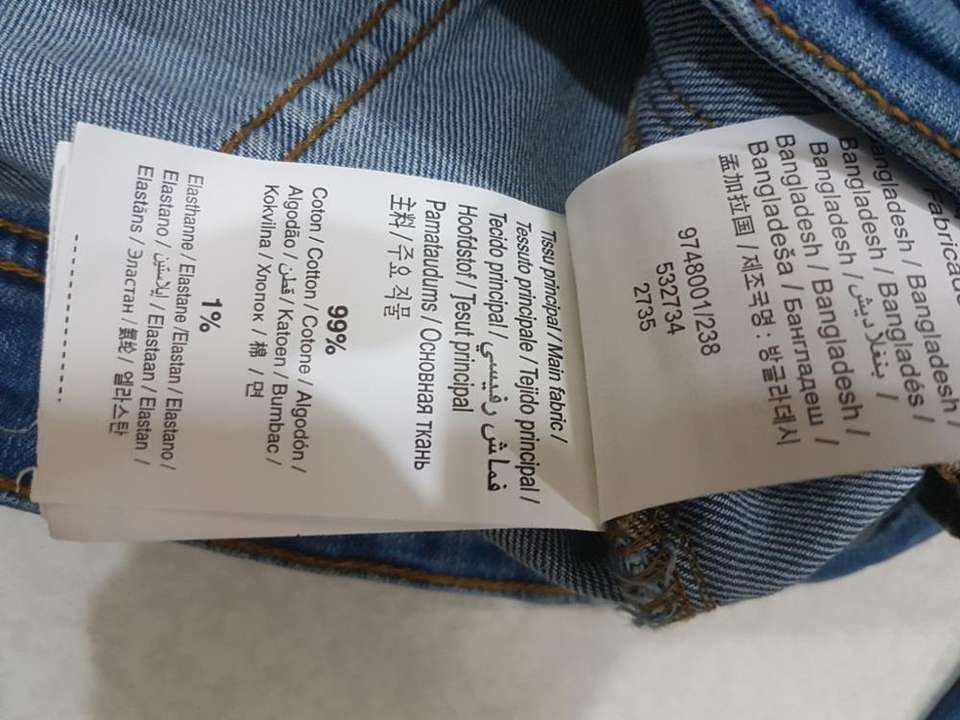 Bangladesh / Bangladesh /
Bangladesh / Bangladés /
Bangladesh / بنغلاديش /
Bangladesh / Bangladesh /
Bangladeša / Бангладеш /
孟加拉国 / 제조국명 : 방글라데시
9748001/238
532734
2735
Tissu principal / Main fabric /
Tessuto principale / Tejido principal /
Tecido principal / قماش رئيسي /
Hoofdstof / Ţesut principal
Pamataudums / Основная ткань
主料 / 주요 직물
99%
Coton / Cotton / Cotone / Algodón /
Algodão / قطن / Katoen / Bumbac /
Kokvilna / Хлопок / 棉 / 면
1%
Elasthanne / Elastane /Elastan / Elastano /
Elastano / إيلاستين / Elastaan / Elastan /
Elastāns / Эластан / 氨纶 / 엘라스탄